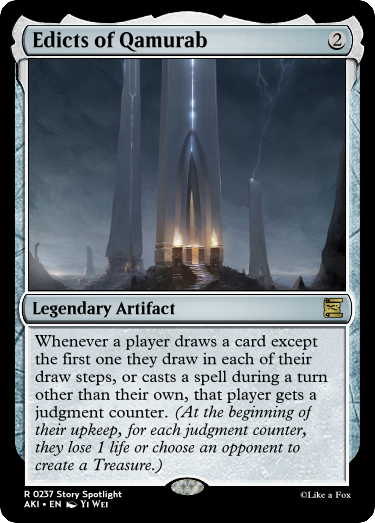 Edicts of Qamurab 2
Legendary Artifact
Whenever a player draws a card except
the first one they draw in each of their
draw steps, or casts a spell during a turn
other than their own, that player gets a
judgment counter. (At the beginning of
their upkeep, for each judgment counter,
they lose 1 life or choose an opponent to
create a Treasure.)
R 0237 Story Spotlight
AKI • EN Yi Wei
©Like a Fox